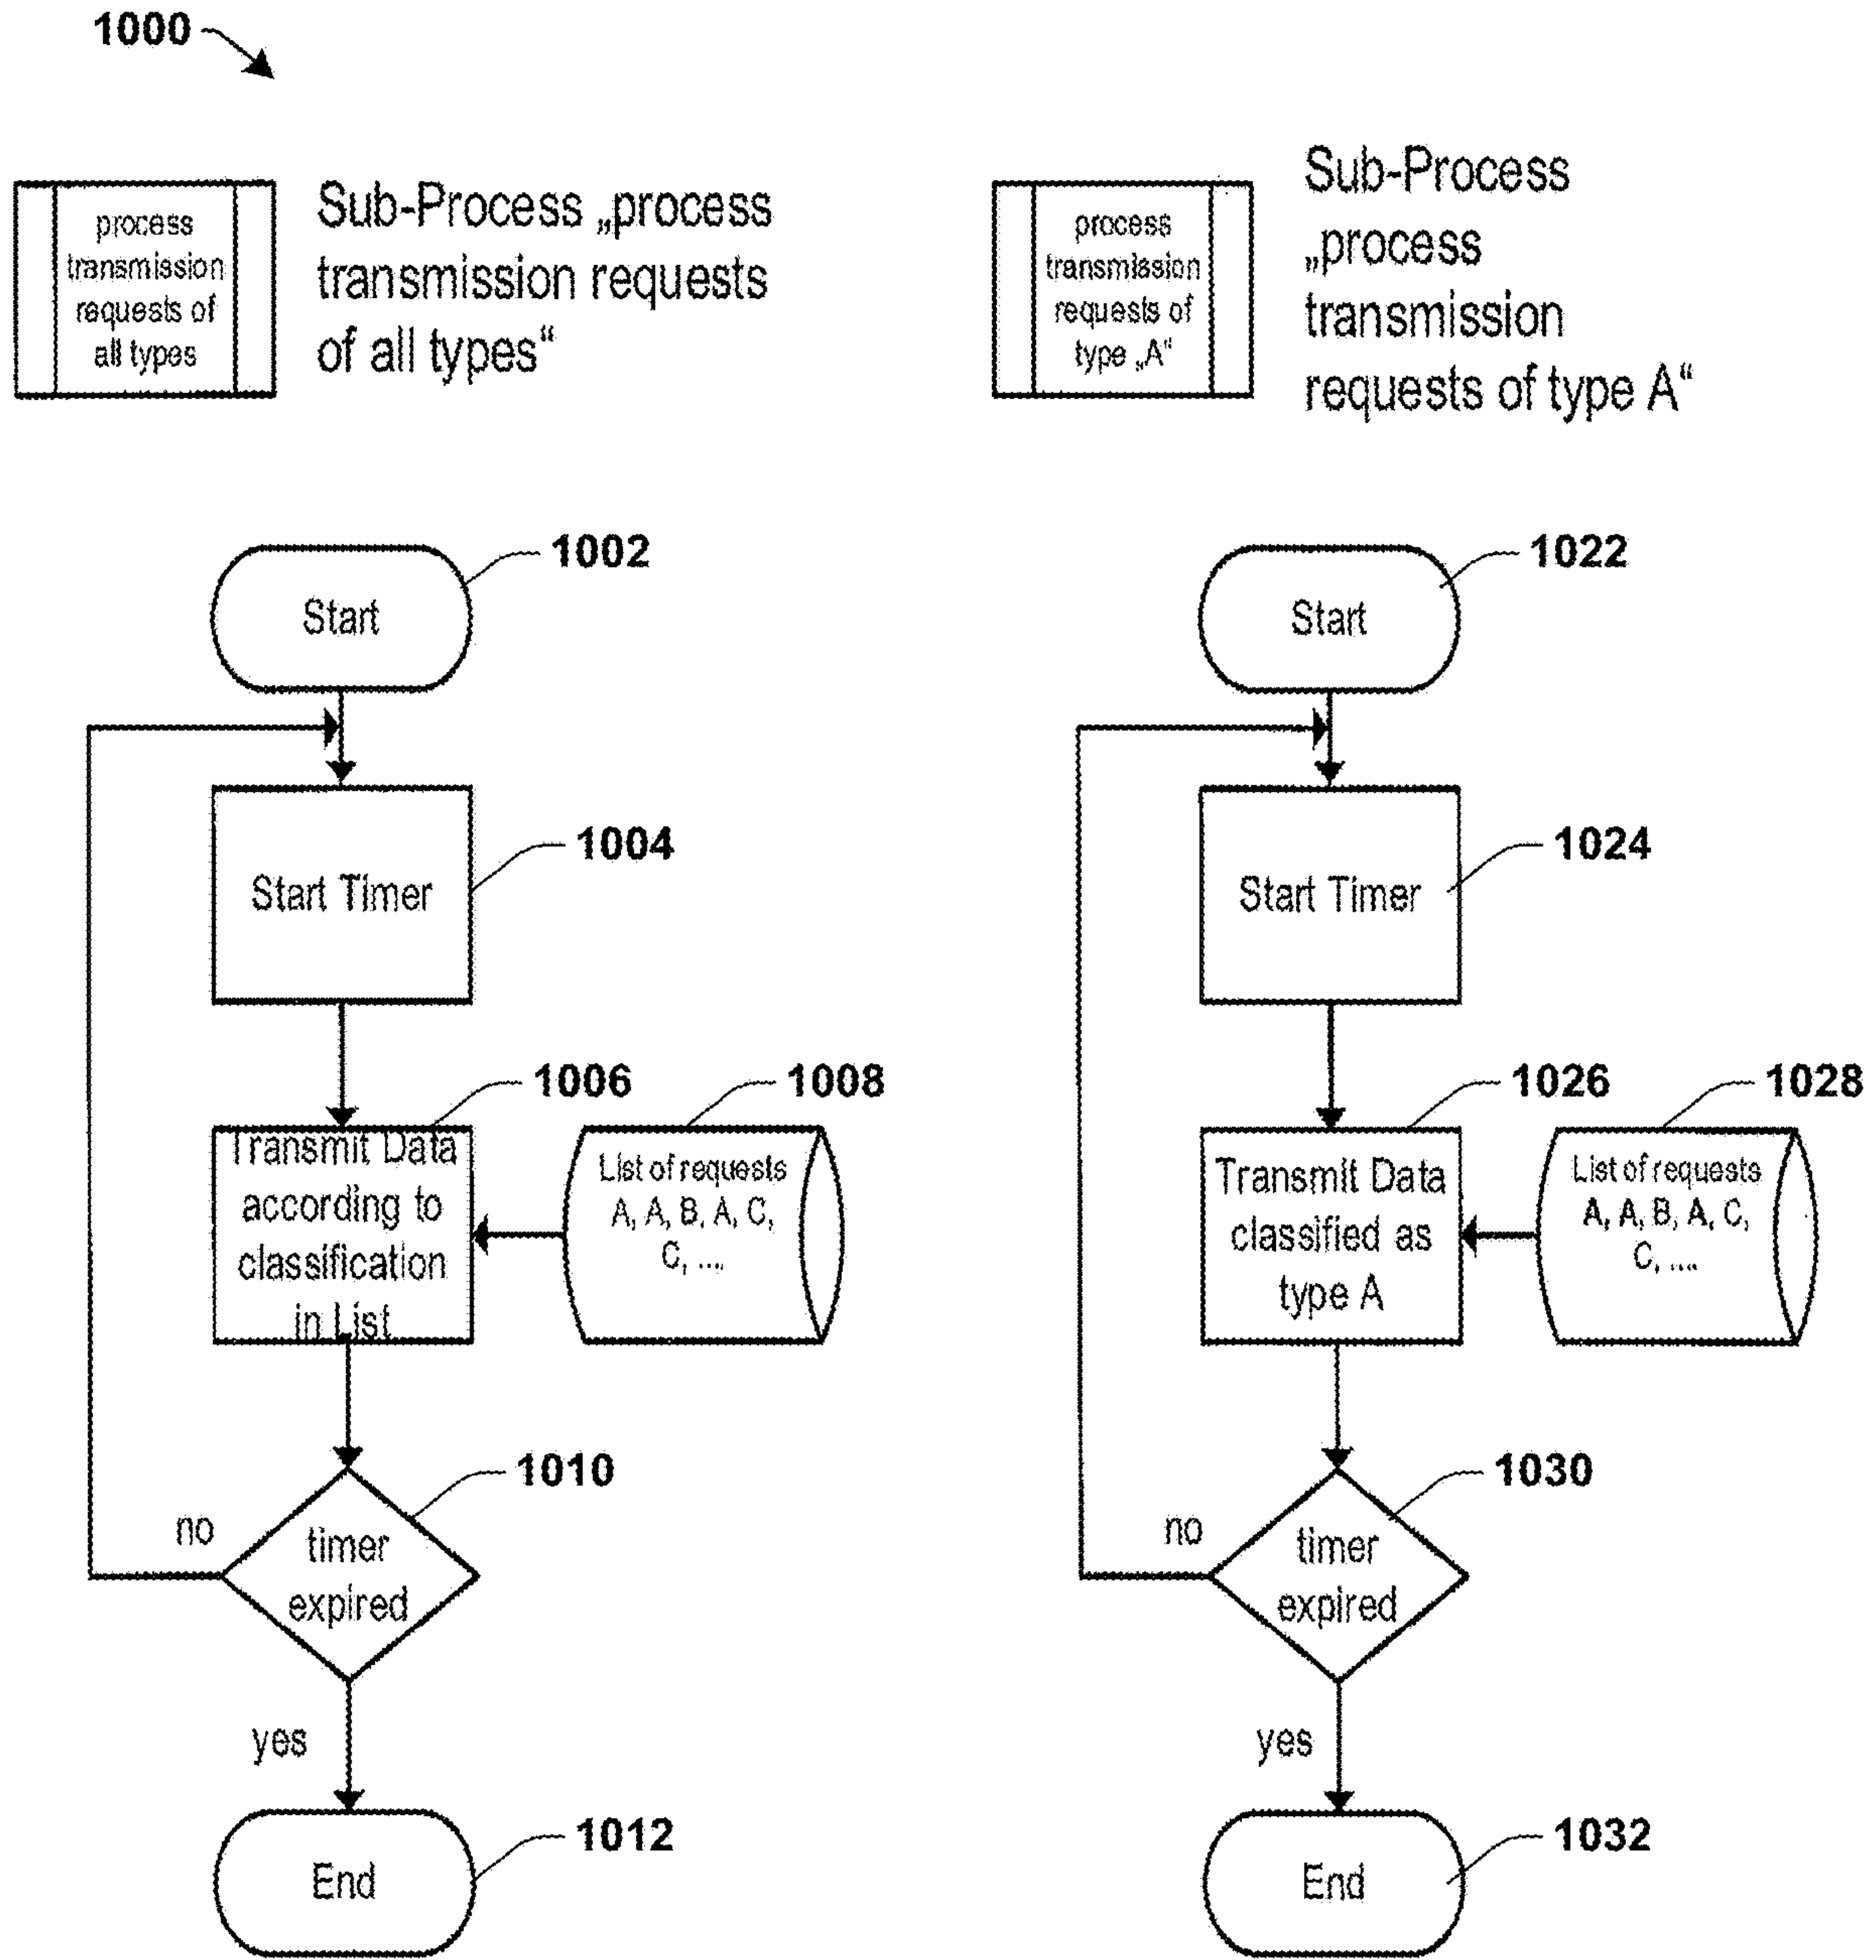 1000
process
transmission
requests of
all types
Sub-Process „process
transmission requests
of all types“
process
transmission
requests of
type „A“
Sub-Process
„process
transmission
requests of type A“
1002
Start
1004
Start Timer
1006
Transmit Data
according to
classification
in List
1008
List of requests
A, A, B, A, C,
C, ....
1010
no
timer
expired
yes
1012
End
1022
Start
1024
Start Timer
1026
Transmit Data
classified as
type A
1028
List of requests
A, A, B, A, C,
C, ....
1030
no
timer
expired
yes
1032
End